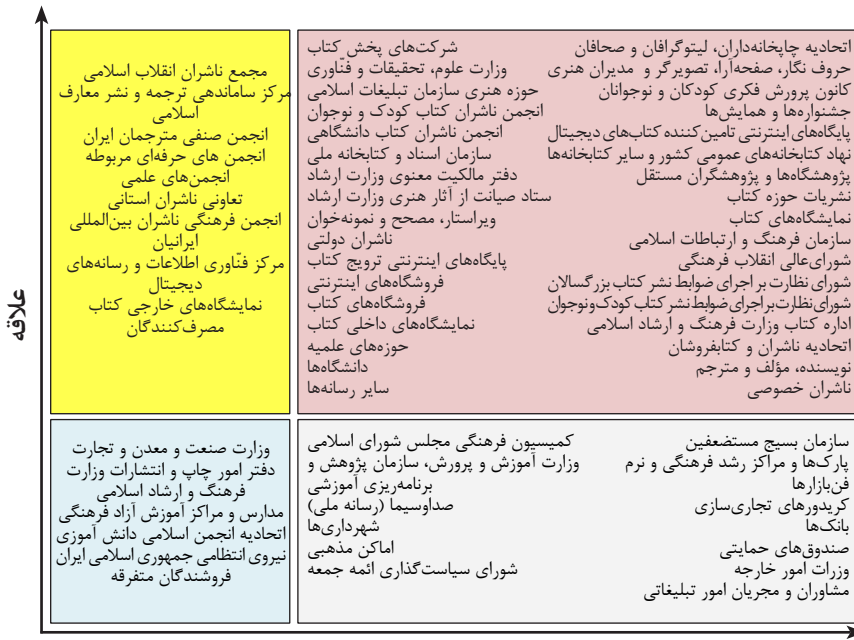 اتحادیه چاپخانه‌داران، لیتوگرافان و صحافان
حروف نگار، صفحه‌آرا، تصویرگر و مدیران هنری
کانون پرورش فکری کودکان و نوجوانان
جشنواره‌ها و همایش‌ها
پایگاه‌های اینترنتی تامین‌کننده کتاب‌های دیجیتال
نهاد کتابخانه‌های عمومی کشور و سایر کتابخانه‌ها
پژوهشگاه‌ها و پژوهشگران مستقل
نشریات حوزه کتاب
نمایشگاه‌های کتاب
سازمان فرهنگ و ارتباطات اسلامی
شورای‌عالی انقلاب فرهنگی
شورای نظارت بر اجرای ضوابط نشر کتاب بزرگسالان
شورای‌نظارت‌بر‌اجرای‌ضوابط‌نشر‌کتاب‌کودک‌ونوجوان
اداره کتاب وزارت فرهنگ و ارشاد اسلامی
اتحادیه ناشران و کتابفروشان
نویسنده، مؤلف و مترجم
ناشران خصوصی
شرکت‌های پخش کتاب
وزارت علوم، تحقیقات و فنّاوری
حوزه هنری سازمان تبلیغات اسلامی
انجمن ناشران کتاب کودک و نوجوان
انجمن ناشران کتاب دانشگاهی
سازمان اسناد و کتابخانه ملی
دفتر مالکیت معنوی وزارت ارشاد
ستاد صیانت از آثار هنری وزارت ارشاد
ویراستار، مصحح و نمونه‌خوان
ناشران دولتی
پایگاه‌های اینترنتی ترویج کتاب
فروشگاه‌های اینترنتی
فروشگاه‌های کتاب
نمایشگاه‌های داخلی کتاب
حوزه‌های علمیه
دانشگاه‌ها
سایر رسانه‌ها
مجمع ناشران انقلاب اسلامی
مرکز ساماندهی ترجمه و نشر معارف
اسلامی
انجمن صنفی مترجمان ایران
انجمن های حرفه‌ای مربوطه
انجمن‌های علمی
تعاونی ناشران استانی
انجمن فرهنگی ناشران بین‌المللی
ایرانیان
مرکز فنّاوری اطلاعات و رسانه‌های
دیجیتال
نمایشگاه‌های خارجی کتاب
مصرف‌کنندگان
علاقه
سازمان بسیج مستضعفین
پارک‌ها و مراکز رشد فرهنگی و نرم
فن‌بازارها
کریدورهای تجاری‌سازی
بانک‌ها
صندوق‌های حمایتی
وزرات امور خارجه
مشاوران و مجریان امور تبلیغاتی
کمیسیون فرهنگی مجلس شورای اسلامی
وزارت آموزش و پرورش، سازمان پژوهش و
برنامه‌ریزی آموزشی
صداوسیما (رسانه ملی)
شهرداری‌ها
اماکن مذهبی
شورای سیاست‌گذاری ائمه جمعه
وزارت صنعت و معدن و تجارت
دفتر امور چاپ و انتشارات وزارت
فرهنگ و ارشاد اسلامی
مدارس و مراکز آموزش آزاد فرهنگی
اتحادیه انجمن اسلامی دانش آموزی
نیروی انتظامی جمهوری اسلامی ایران
فروشندگان متفرقه